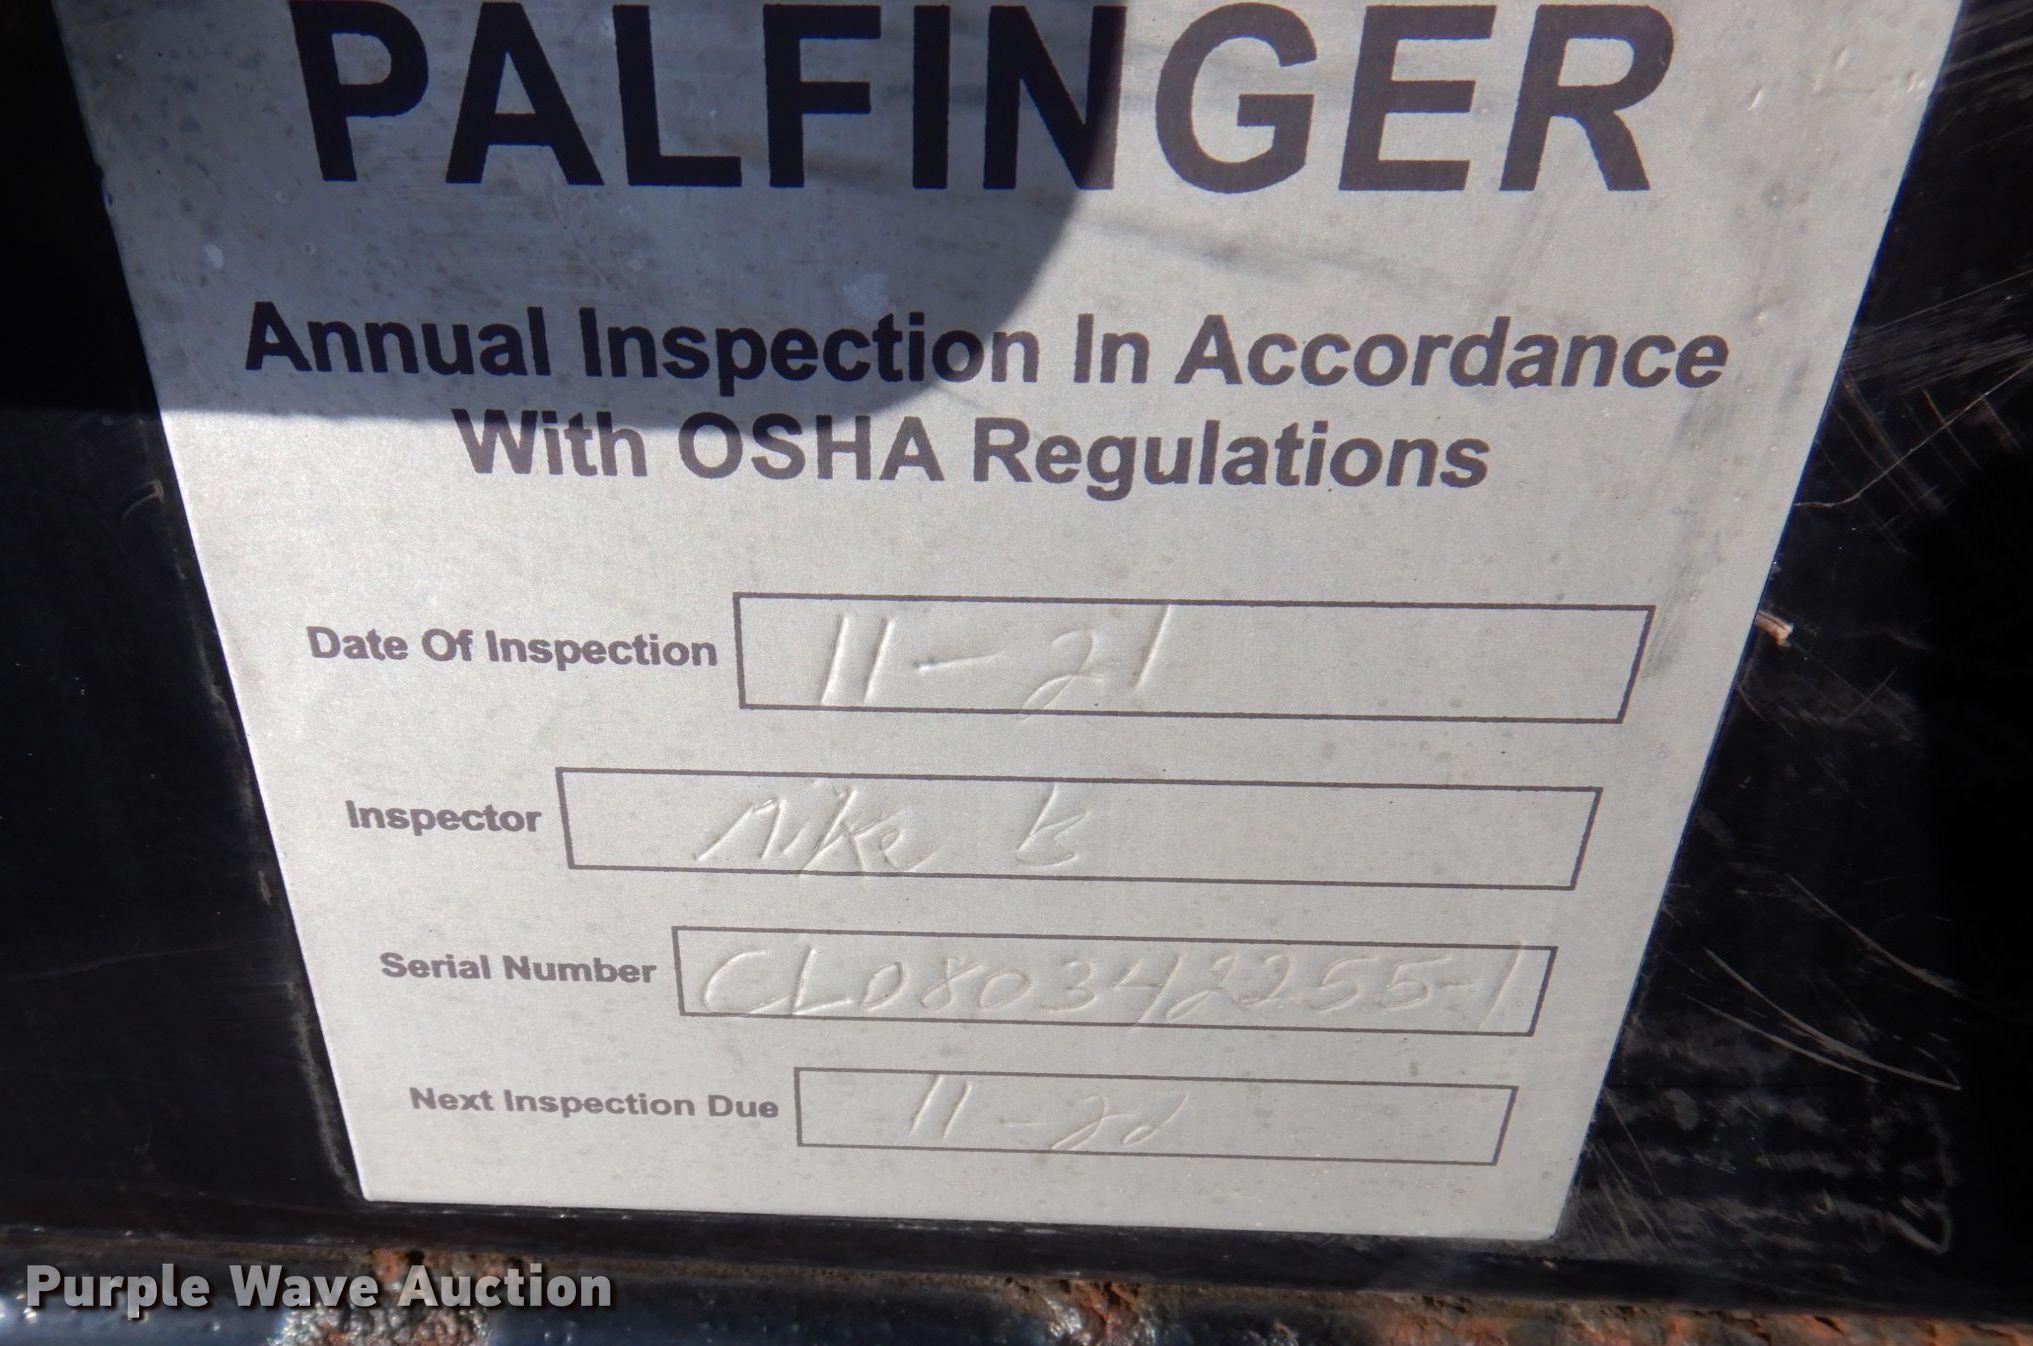 PALFINGER
Annual Inspection In Accordance
With OSHA Regulations
Date Of Inspection 11-21
Inspector Mike B
Serial Number CL080342255-1
Next Inspection Due 11-22
Purple Wave Auction